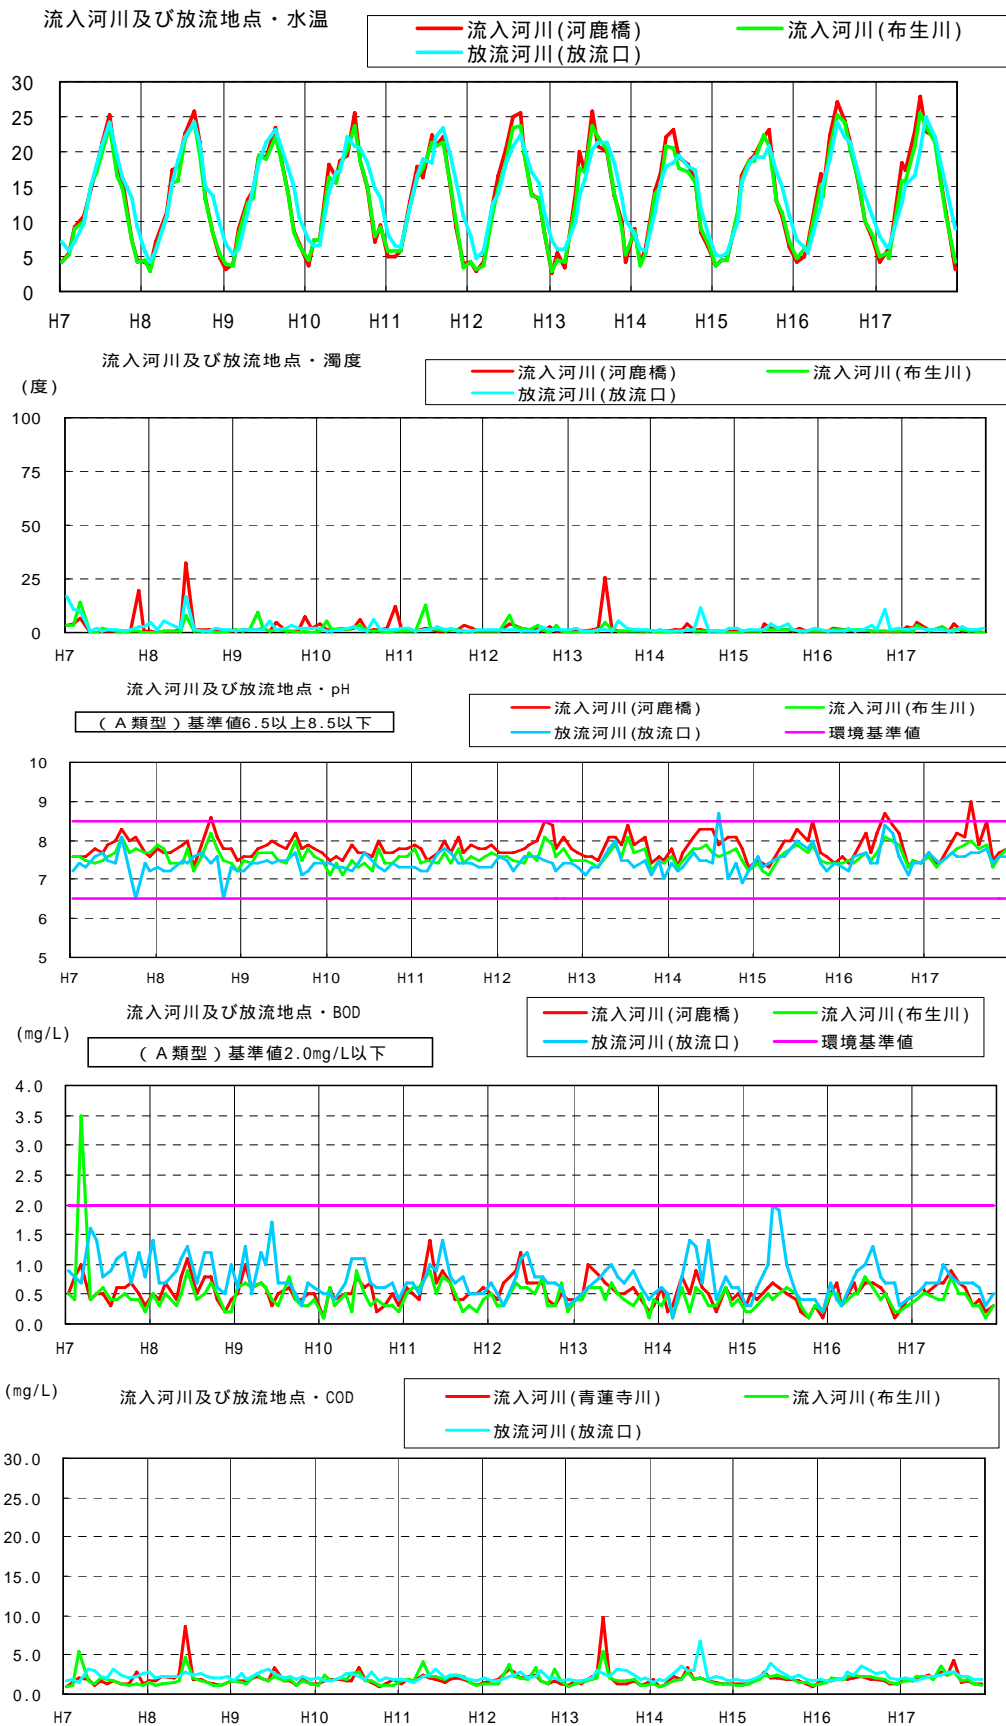 流入河川及び放流地点・水温
流入河川(河鹿橋)
流入河川(布生川)
放流河川(放流口)
30
25
20
15
10
5
0
H7 H8 H9 H10 H11 H12 H13 H14 H15 H16 H17
流入河川及び放流地点・濁度
(度)
流入河川(河鹿橋)
流入河川(布生川)
放流河川(放流口)
100
75
50
25
0
H7 H8 H9 H10 H11 H12 H13 H14 H15 H16 H17
流入河川及び放流地点・pH
(A類型)基準値6.5以上8.5以下
流入河川(河鹿橋)
流入河川(布生川)
放流河川(放流口)
環境基準値
10
9
8
7
6
5
H7 H8 H9 H10 H11 H12 H13 H14 H15 H16 H17
流入河川及び放流地点・BOD
(mg/L)
(A類型)基準値2.0mg/L以下
流入河川(河鹿橋)
流入河川(布生川)
放流河川(放流口)
環境基準値
4.0
3.5
3.0
2.5
2.0
1.5
1.0
0.5
0.0
H7 H8 H9 H10 H11 H12 H13 H14 H15 H16 H17
(mg/L)
流入河川及び放流地点・COD
流入河川(青蓮寺川)
流入河川(布生川)
放流河川(放流口)
30.0
25.0
20.0
15.0
10.0
5.0
0.0
H7 H8 H9 H10 H11 H12 H13 H14 H15 H16 H17